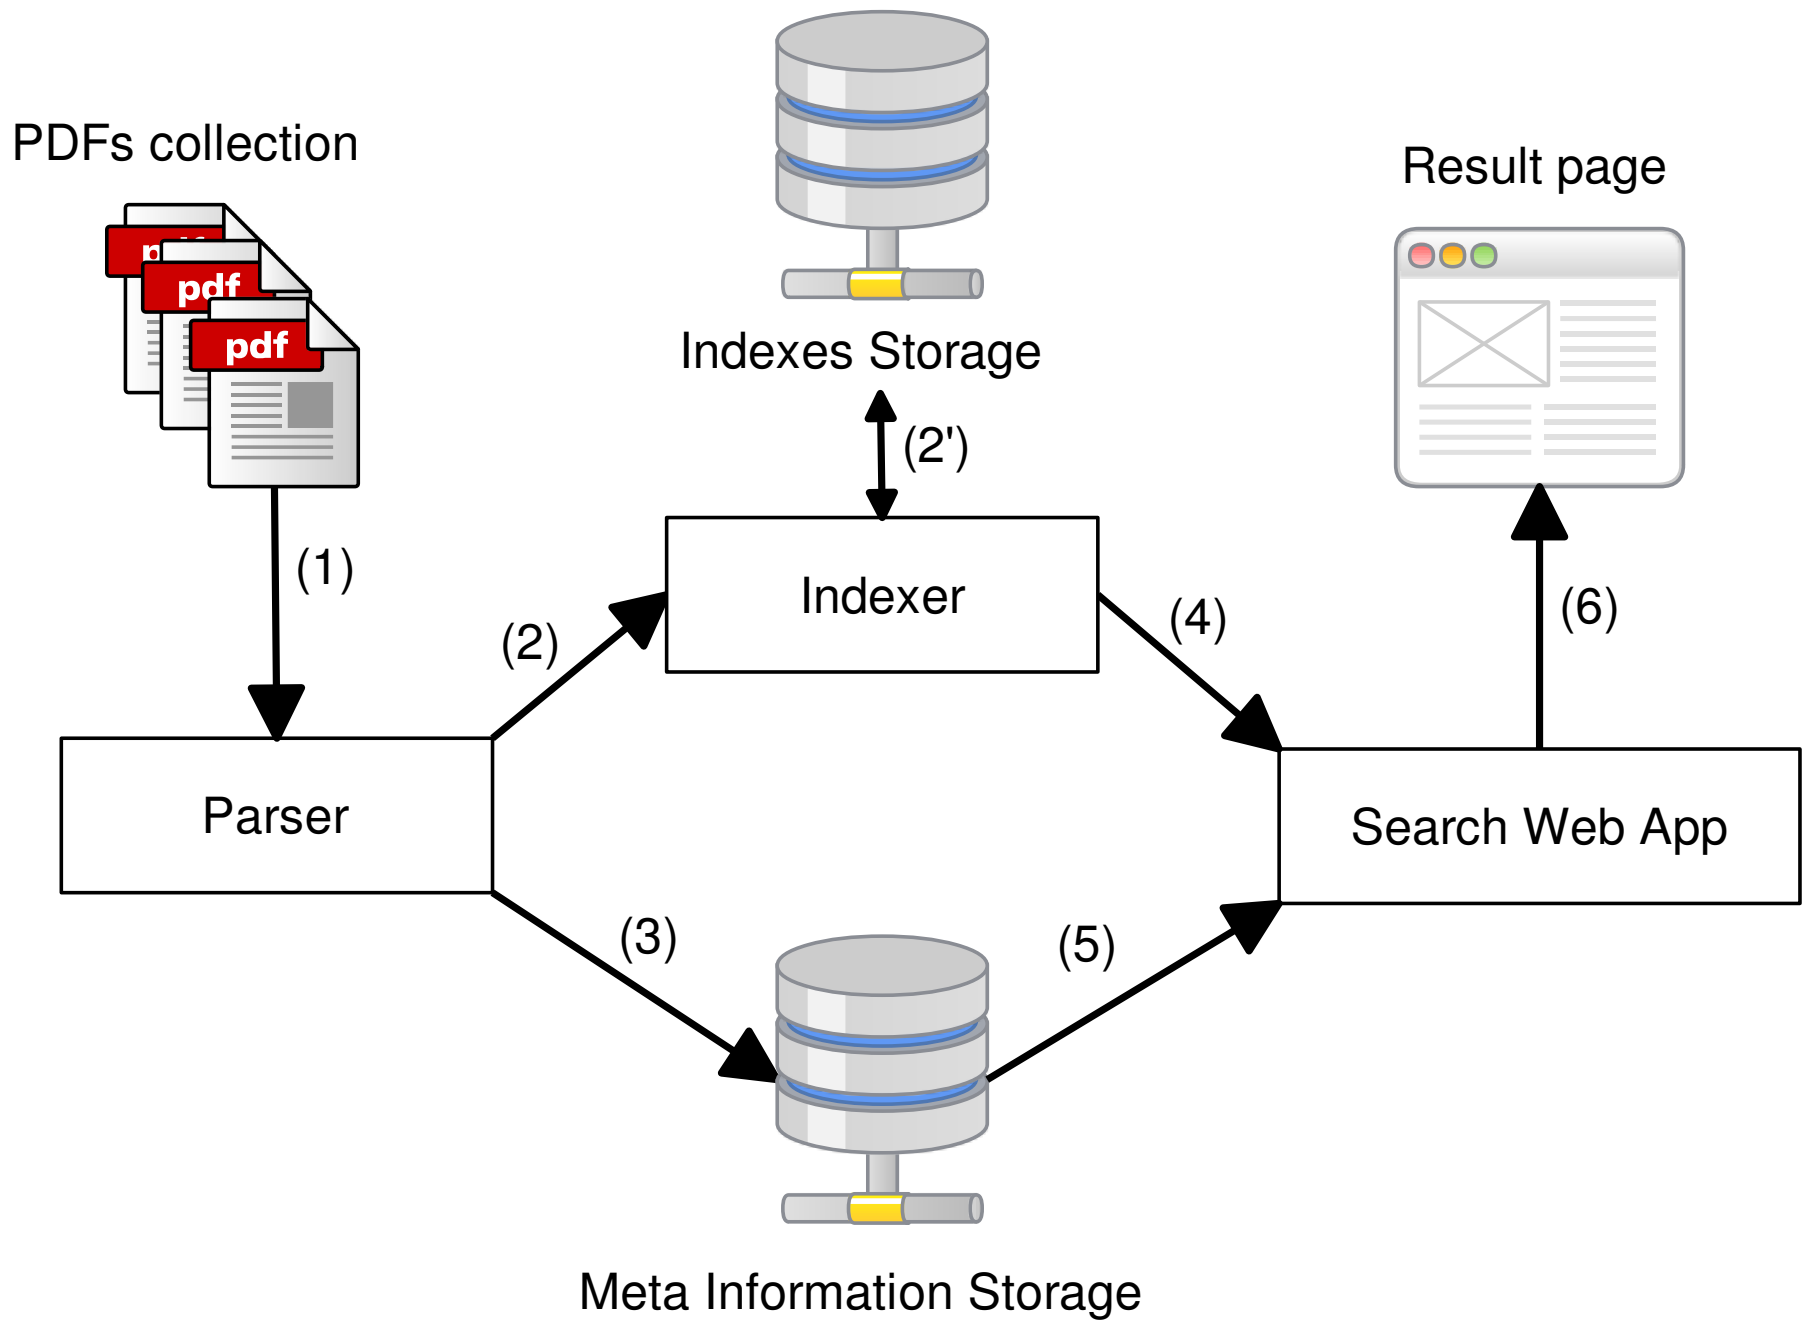 PDFs collection
pdf
pdf
Indexes Storage
(2')
Result page
(1)
(2)
Indexer
(4)
(6)
Parser
Search Web App
(3)
(5)
Meta Information Storage